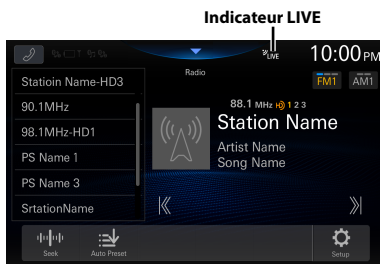 Indicateur LIVE
LIVE
10:00 PM
Radio
FM1 AM1
Statioin Name-HD3
90.1MHz
98.1MHz-HD1
PS Name 1
PS Name 3
SrtationName
88.1 MHz HD 1 2 3
Station Name
Artist Name
Song Name
Seek
Auto Preset
Setup